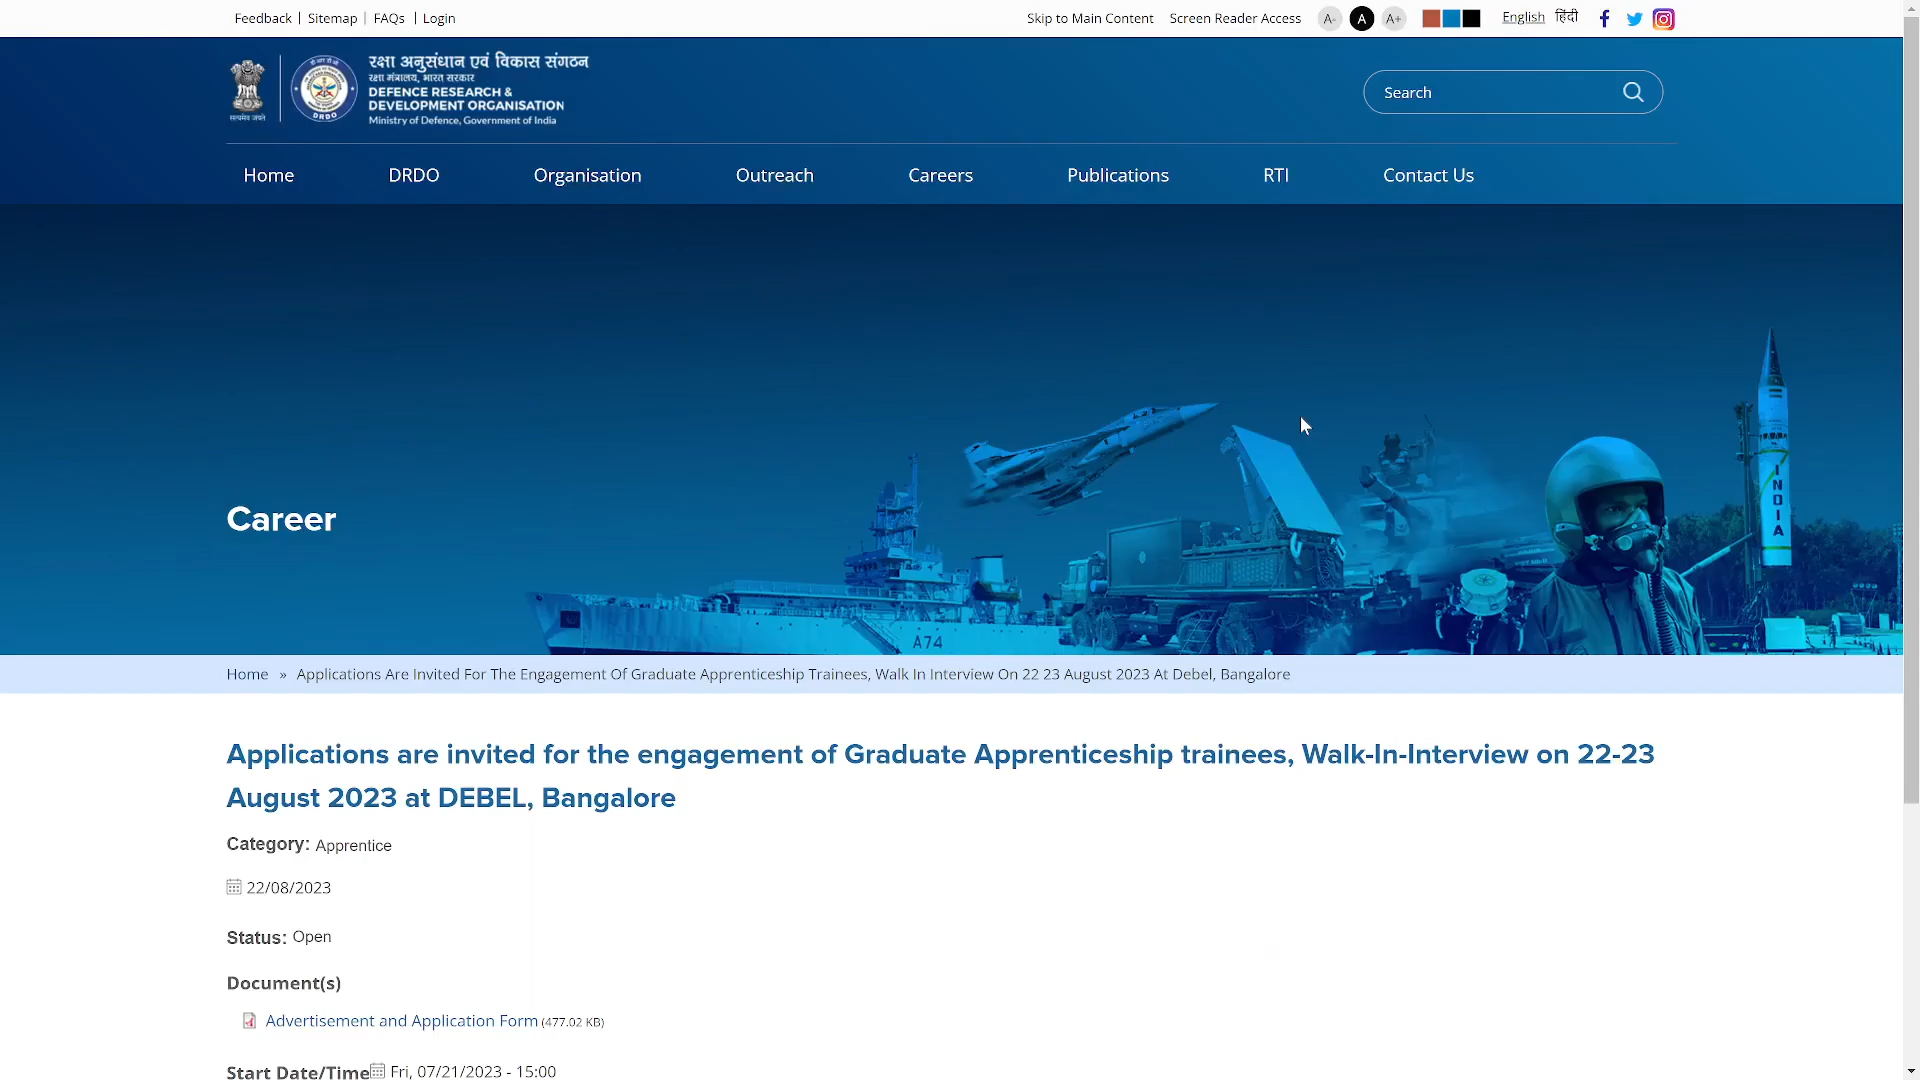 Feedback | Sitemap | FAQs | Login
Skip to Main Content Screen Reader Access A- A A+ English हिंदी
रक्षा अनुसंधान एवं विकास संगठन
रक्षा मंत्रालय, भारत सरकार
DEFENCE RESEARCH &
DEVELOPMENT ORGANISATION
Ministry of Defence, Government of India
सत्यमेव जयते
DRDO
Search
Home DRDO Organisation Outreach Careers Publications RTI Contact Us
INDIA
Career
A74
Home » Applications Are Invited For The Engagement Of Graduate Apprenticeship Trainees, Walk In Interview On 22 23 August 2023 At Debel, Bangalore
Applications are invited for the engagement of Graduate Apprenticeship trainees, Walk-In-Interview on 22-23
August 2023 at DEBEL, Bangalore
Category: Apprentice
22/08/2023
Status: Open
Document(s)
Advertisement and Application Form (477.02 KB)
Start Date/Time Fri, 07/21/2023 - 15:00